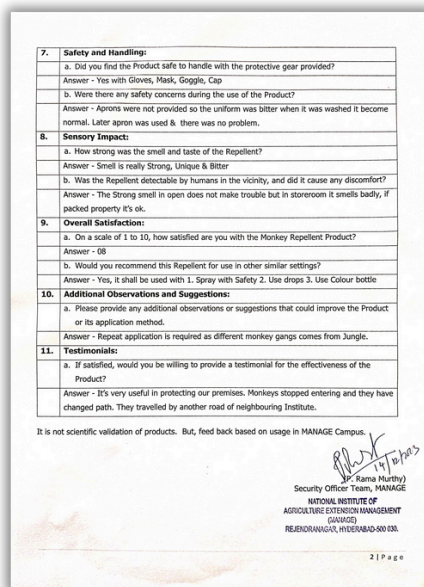 7. Safety and Handling:
a. Did you find the Product safe to handle with the protective gear provided?
Answer - Yes with Gloves, Mask, Goggle, Cap
b. Were there any safety concerns during the use of the Product?
Answer - Aprons were not provided so the uniform was bitter when it was washed it become
normal. Later apron was used & there was no problem.
8. Sensory Impact:
a. How strong was the smell and taste of the Repellent?
Answer - Smell is really Strong, Unique & Bitter
b. Was the Repellent detectable by humans in the vicinity, and did it cause any discomfort?
Answer - The Strong smell in open does not make trouble but in storeroom it smells badly, if
packed property it's ok.
9. Overall Satisfaction:
a. On a scale of 1 to 10, how satisfied are you with the Monkey Repellent Product?
Answer - 08
b. Would you recommend this Repellent for use in other similar settings?
Answer - Yes, it shall be used with 1. Spray with Safety 2. Use drops 3. Use Colour bottle
10. Additional Observations and Suggestions:
a. Please provide any additional observations or suggestions that could improve the Product
or its application method.
Answer - Repeat application is required as different monkey gangs comes from Jungle.
11. Testimonials:
a. If satisfied, would you be willing to provide a testimonial for the effectiveness of the
Product?
Answer - It's very useful in protecting our premises. Monkeys stopped entering and they have
changed path. They travelled by another road of neighbouring Institute.
It is not scientific validation of products. But, feed back based on usage in MANAGE Campus.
14/12/2023
(P. Rama Murthy)
Security Officer Team, MANAGE
NATIONAL INSTITUTE OF
AGRICULTURE EXTENSION MANAGEMENT
(MANAGE)
REJENDRANAGAR, HYDERABAD-500 030.
2 | Page